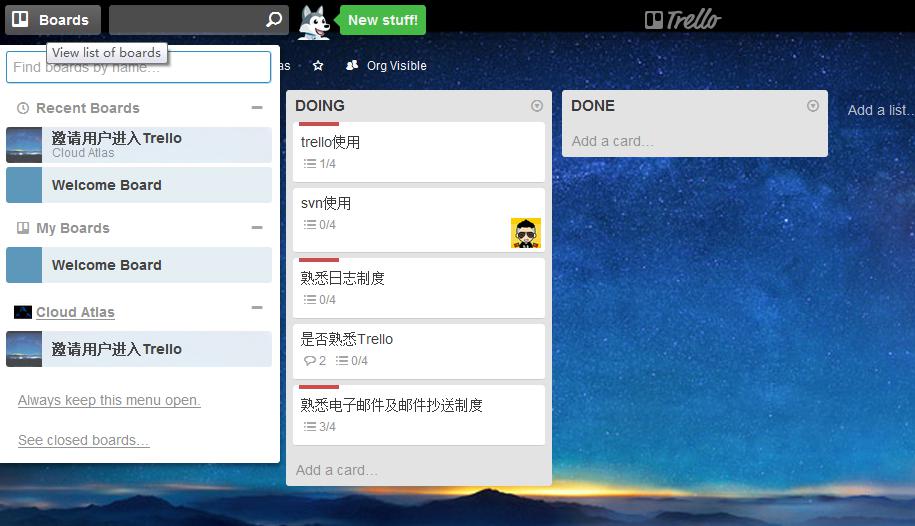 Boards
New stuff!
Trello
View list of boards
Find boards by name…
as
Org Visible
Recent Boards
邀请用户进入Trello
Cloud Atlas
Welcome Board
My Boards
Welcome Board
Cloud Atlas
邀请用户进入Trello
Always keep this menu open.
See closed boards…
DOING
trello使用
1/4
svn使用
0/4
熟悉日志制度
0/4
是否熟悉Trello
2 0/4
熟悉电子邮件及邮件抄送制度
3/4
Add a card…
DONE
Add a card…
Add a list…